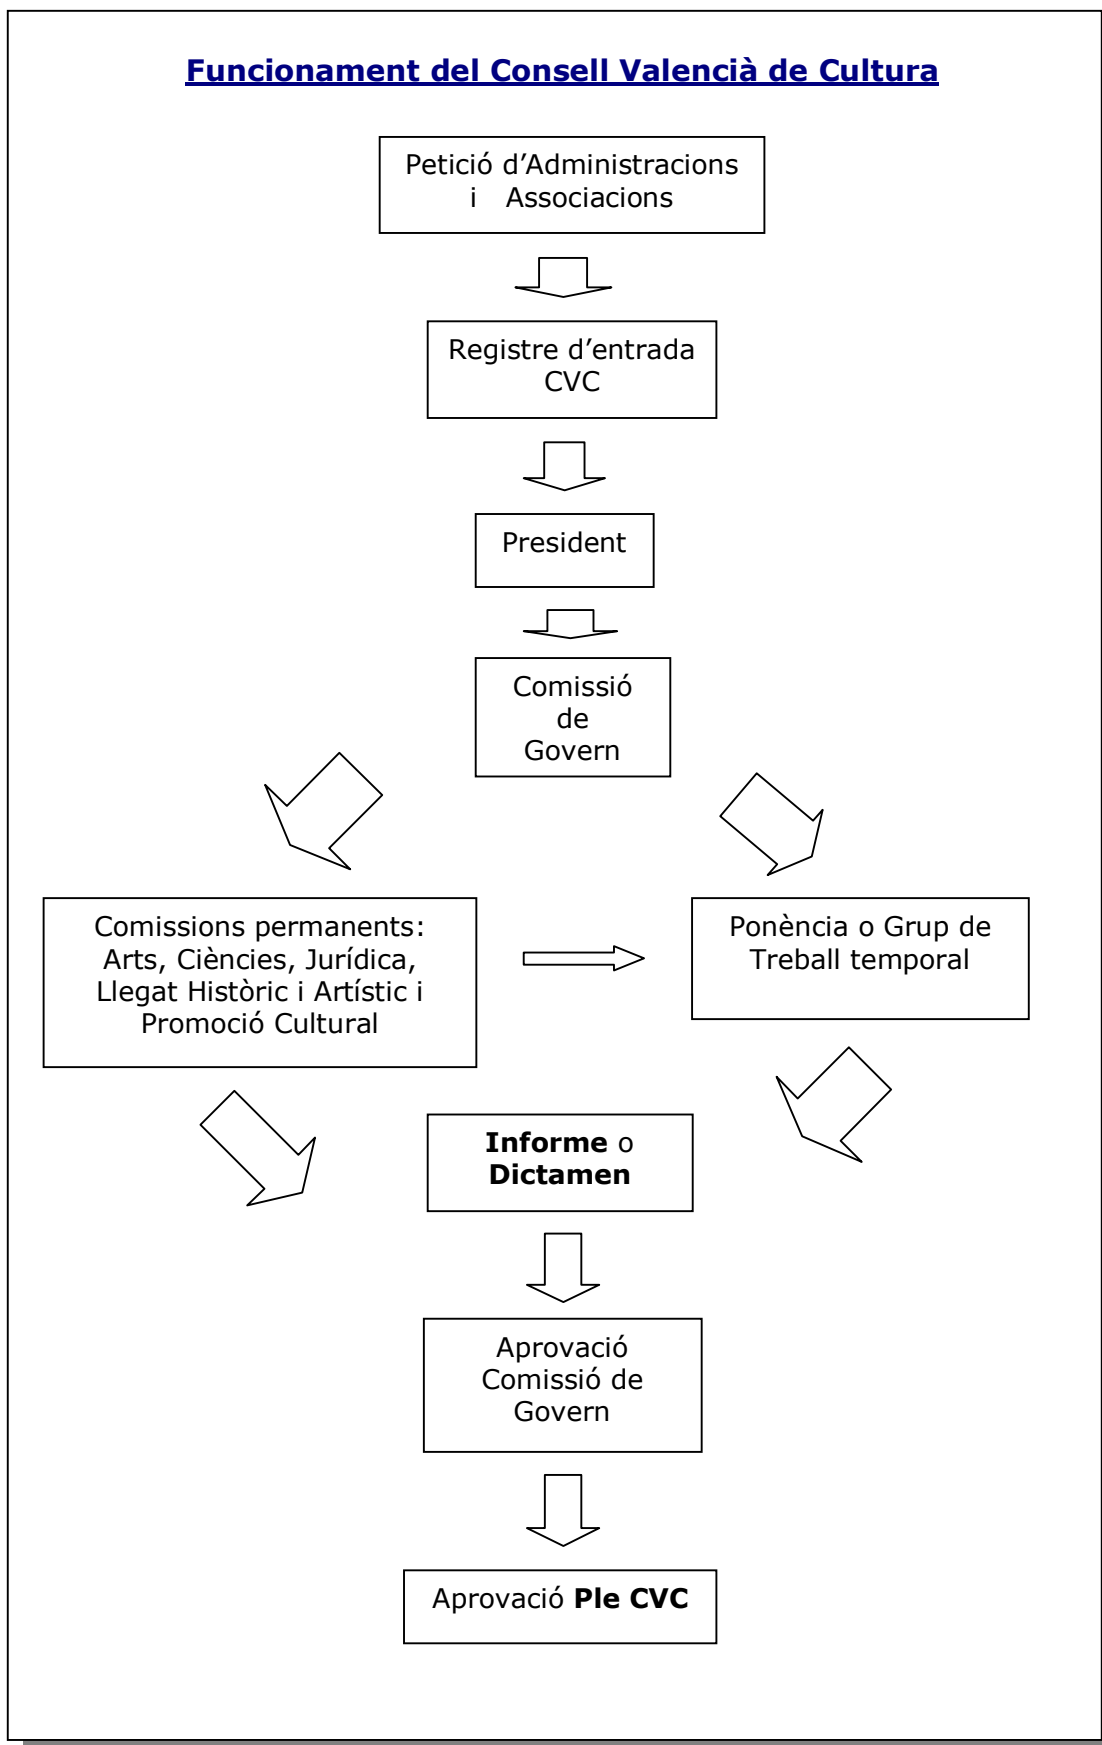 Funcionament del Consell Valencià de Cultura
Petició d’Administracions
i Associacions
Registre d’entrada
CVC
President
Comissió
de
Govern
Comissions permanents:
Arts, Ciències, Jurídica,
Llegat Històric i Artístic i
Promoció Cultural
Ponència o Grup de
Treball temporal
Informe o
Dictamen
Aprovació
Comissió de
Govern
Aprovació Ple CVC